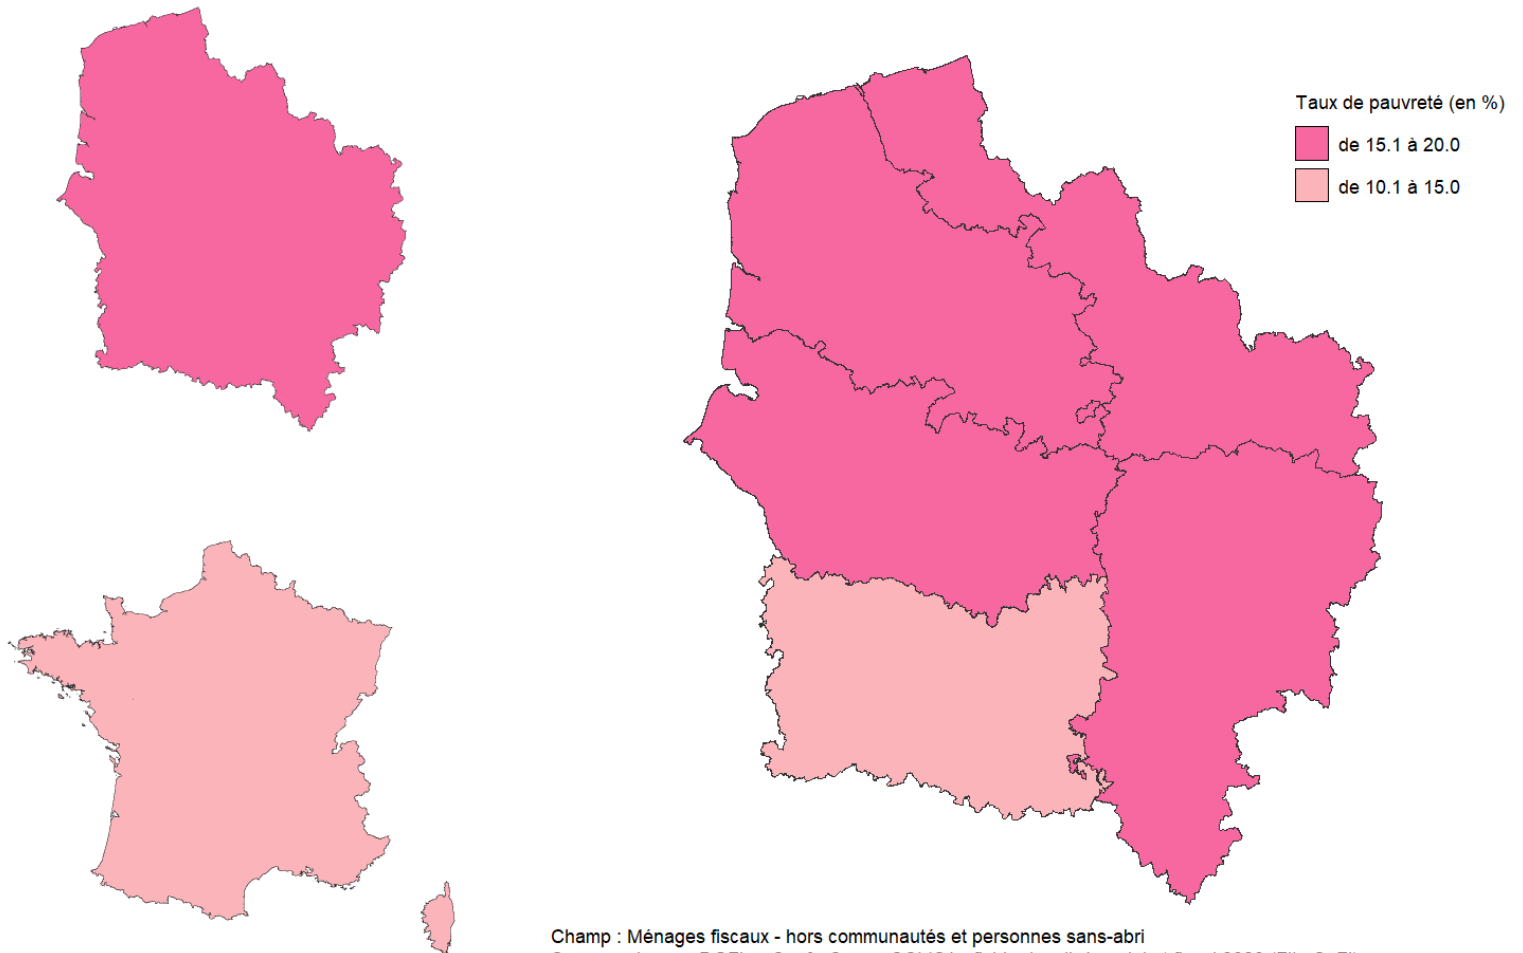 Taux de pauvreté (en %)
de 15.1 à 20.0
de 10.1 à 15.0
Champ : Ménages fiscaux - hors communautés et personnes sans-abri